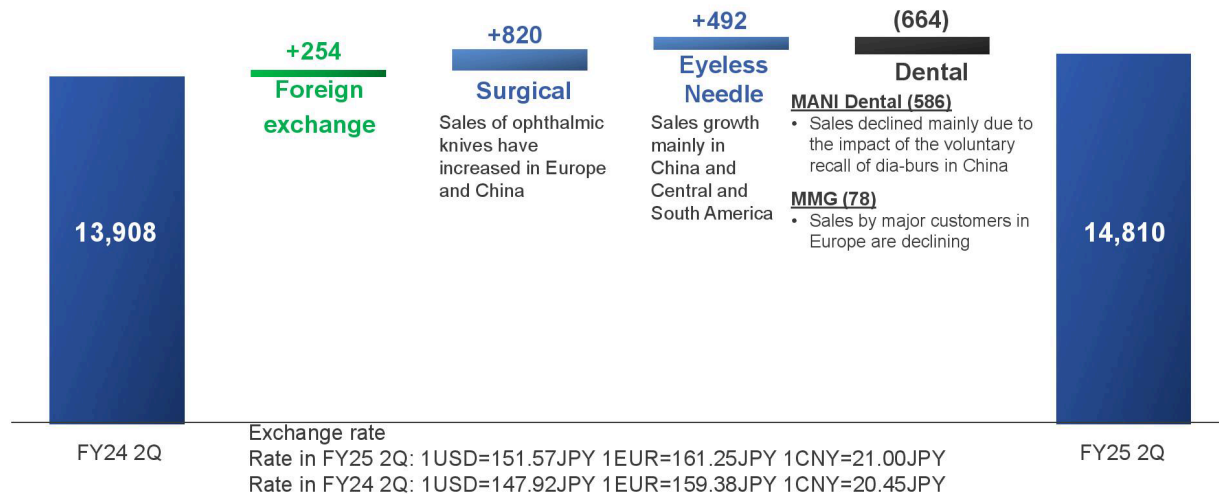 +254
Foreign
exchange
+820
Surgical
Sales of ophthalmic
knives have
increased in Europe
and China
+492
Eyeless
Needle
Sales growth
mainly in
China and
Central and
South America
(664)
Dental
MANI Dental (586)
• Sales declined mainly due to
the impact of the voluntary
recall of dia-burs in China
MMG (78)
• Sales by major customers in
Europe are declining
13,908
14,810
FY24 2Q
FY25 2Q
Exchange rate
Rate in FY25 2Q: 1USD=151.57JPY 1EUR=161.25JPY 1CNY=21.00JPY
Rate in FY24 2Q: 1USD=147.92JPY 1EUR=159.38JPY 1CNY=20.45JPY